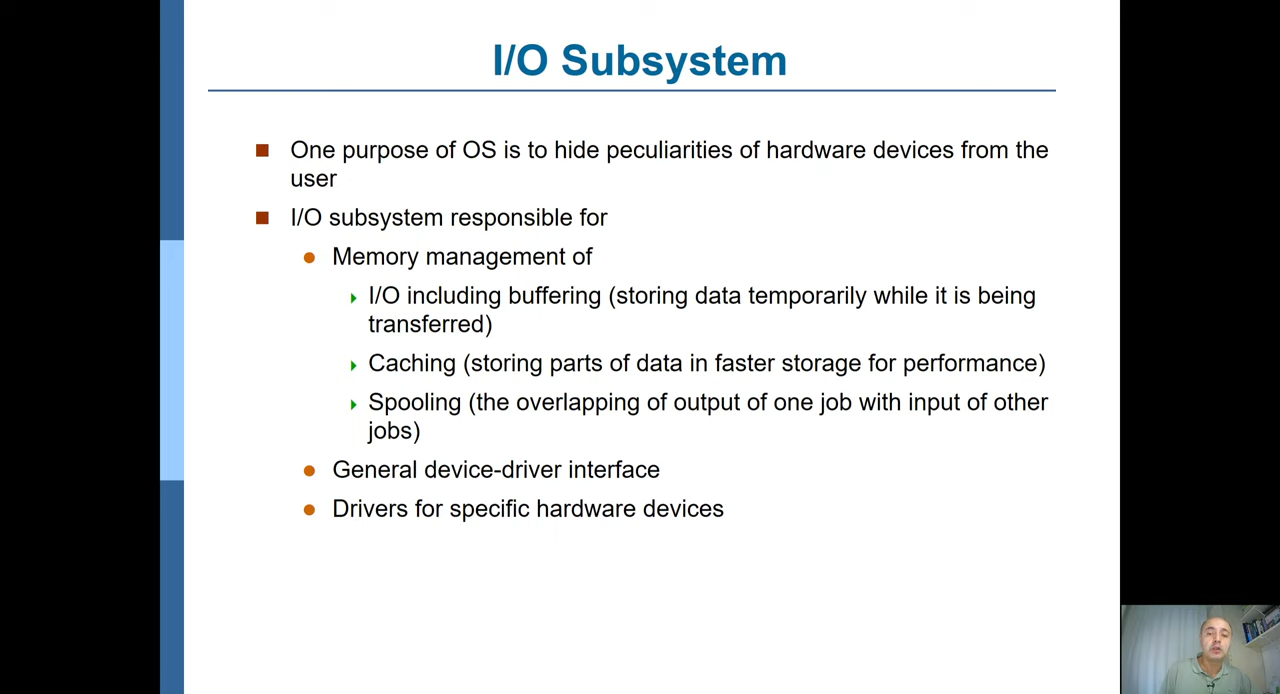 I/O Subsystem
One purpose of OS is to hide peculiarities of hardware devices from the
user
I/O subsystem responsible for
Memory management of
I/O including buffering (storing data temporarily while it is being
transferred)
Caching (storing parts of data in faster storage for performance)
Spooling (the overlapping of output of one job with input of other
jobs)
General device-driver interface
Drivers for specific hardware devices